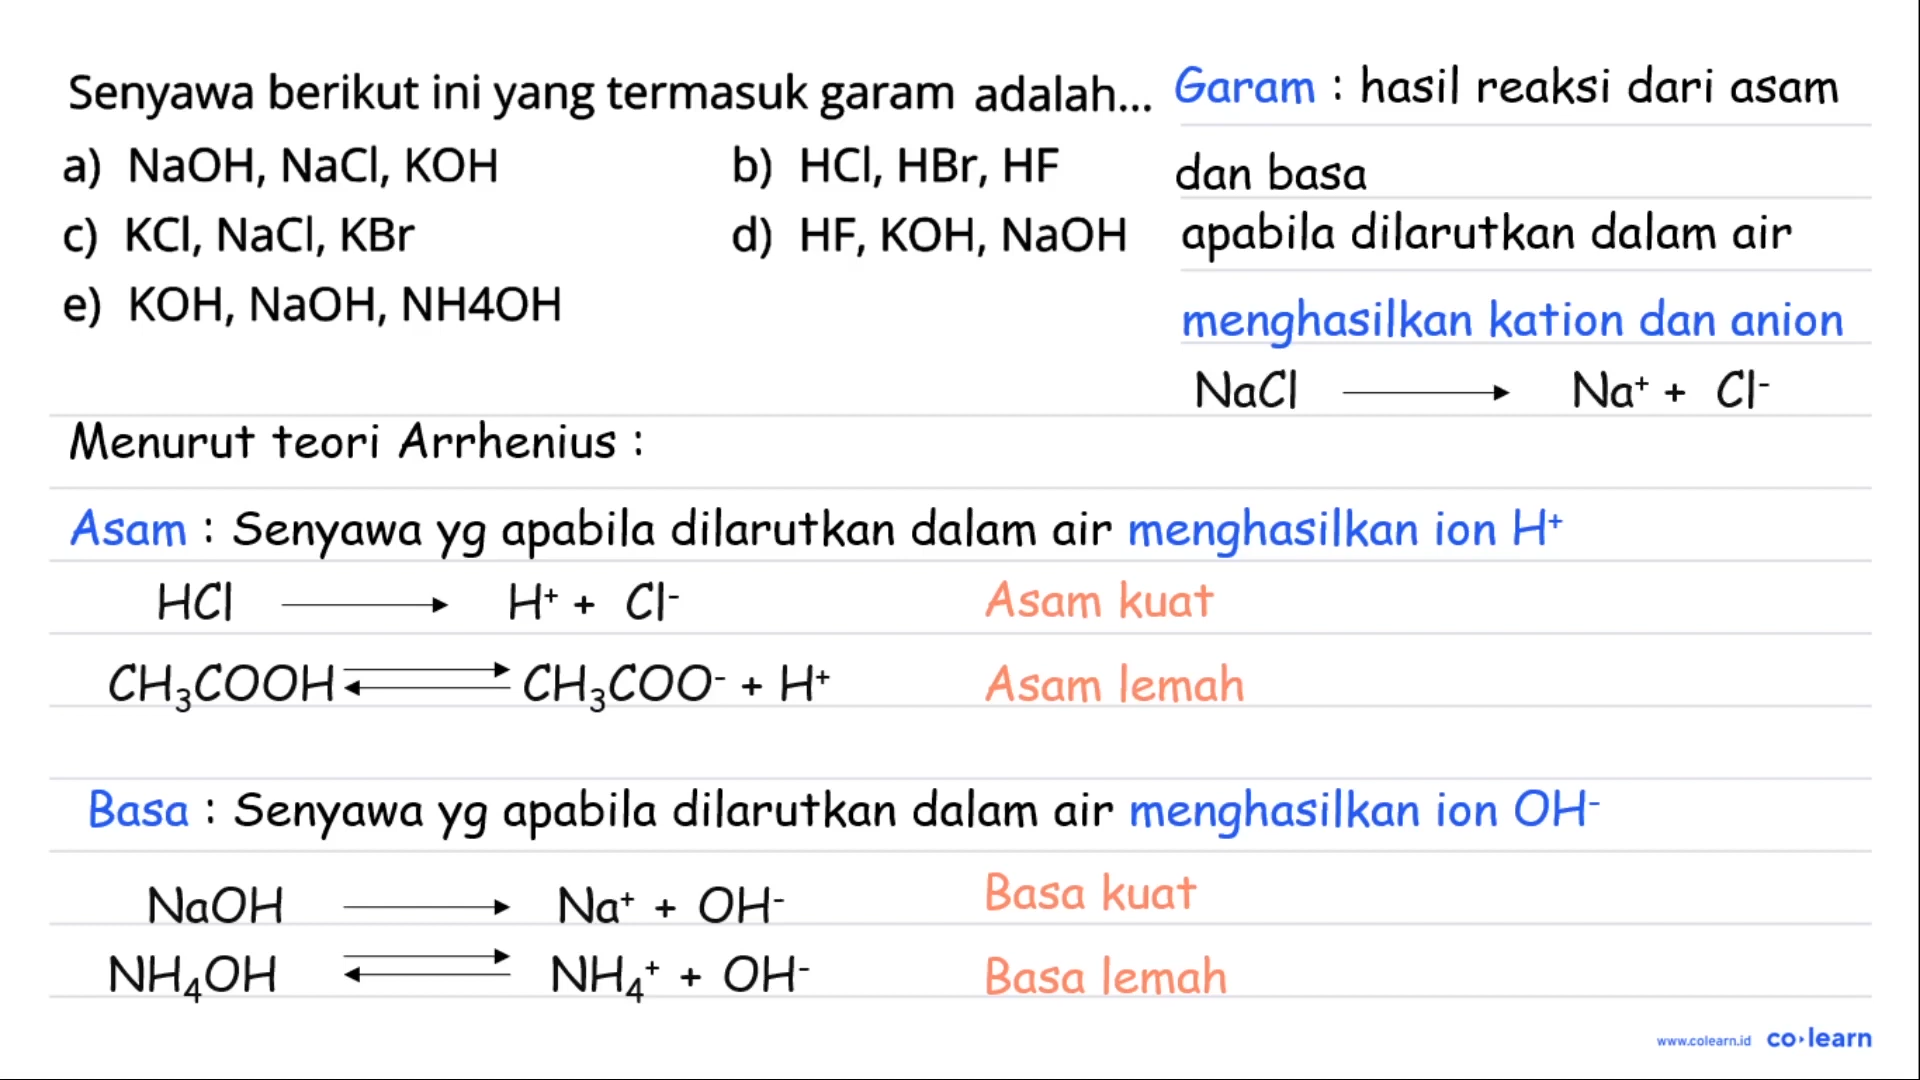 Senyawa berikut ini yang termasuk garam adalah...
a) NaOH, NaCl, KOH
b) HCl, HBr, HF
c) KCl, NaCl, KBr
d) HF, KOH, NaOH
e) KOH, NaOH, NH4OH
Garam : hasil reaksi dari asam
dan basa
apabila dilarutkan dalam air
menghasilkan kation dan anion
NaCl ⟶ Na⁺ + Cl⁻
Menurut teori Arrhenius :
Asam : Senyawa yg apabila dilarutkan dalam air menghasilkan ion H⁺
HCl ⟶ H⁺ + Cl⁻ Asam kuat
CH₃COOH ⇌ CH₃COO⁻ + H⁺ Asam lemah
Basa : Senyawa yg apabila dilarutkan dalam air menghasilkan ion OH⁻
NaOH ⟶ Na⁺ + OH⁻ Basa kuat
NH₄OH ⇌ NH₄⁺ + OH⁻ Basa lemah
www.colearn.id co•learn